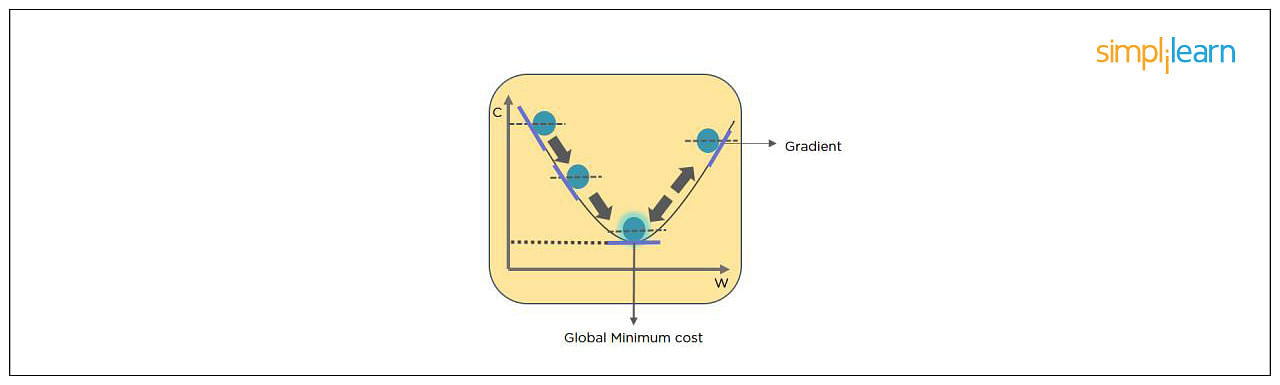 simplilearn
C
Gradient
W
Global Minimum cost